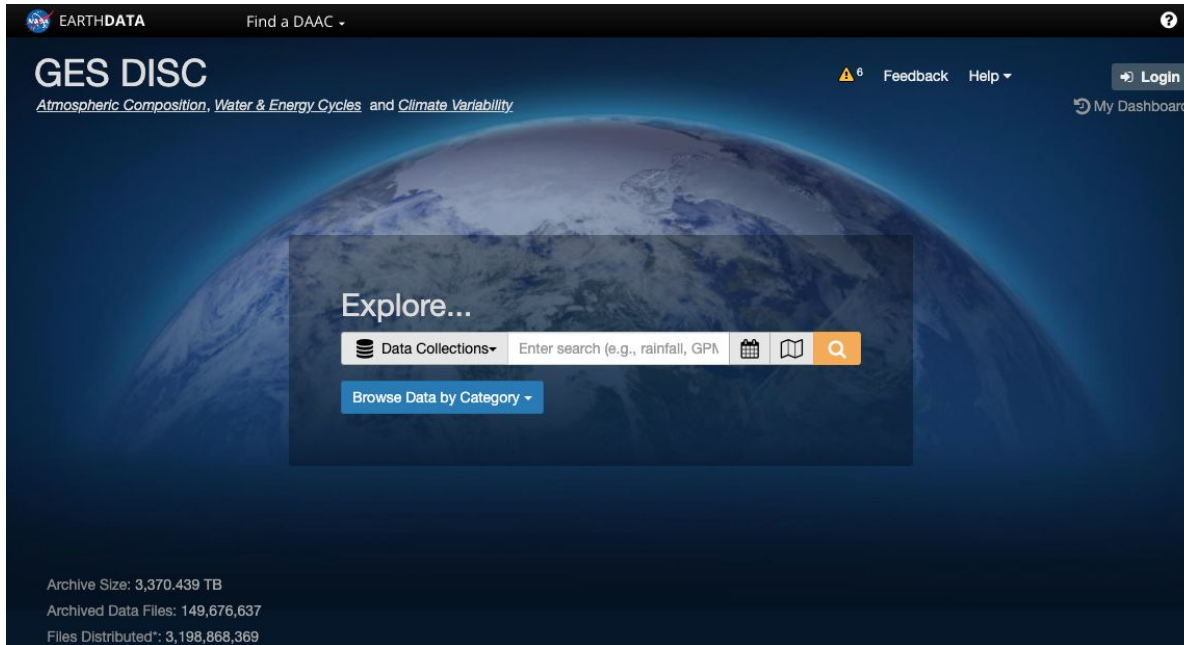 NASA EARTHDATA Find a DAAC
GES DISC
6 Feedback Help Login
Atmospheric Composition, Water & Energy Cycles and Climate Variability
My Dashboard
Explore...
Data Collections Enter search (e.g., rainfall, GPM
Browse Data by Category
Archive Size: 3,370.439 TB
Archived Data Files: 149,676,637
Files Distributed*: 3,198,868,369